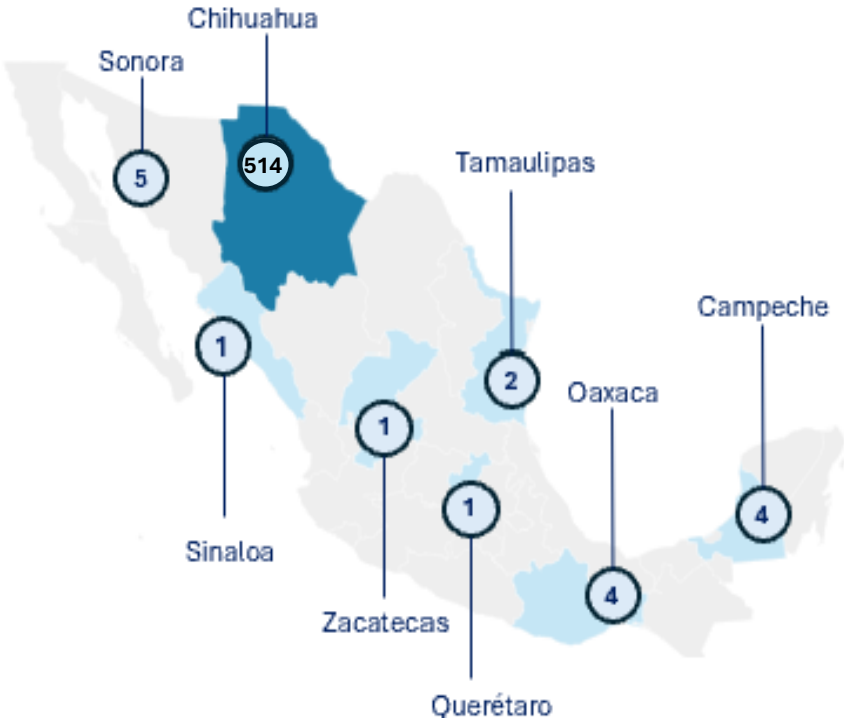 Chihuahua
Sonora
514
5
Tamaulipas
Campeche
1
2
Oaxaca
1
1
4
Sinaloa
4
Zacatecas
Querétaro